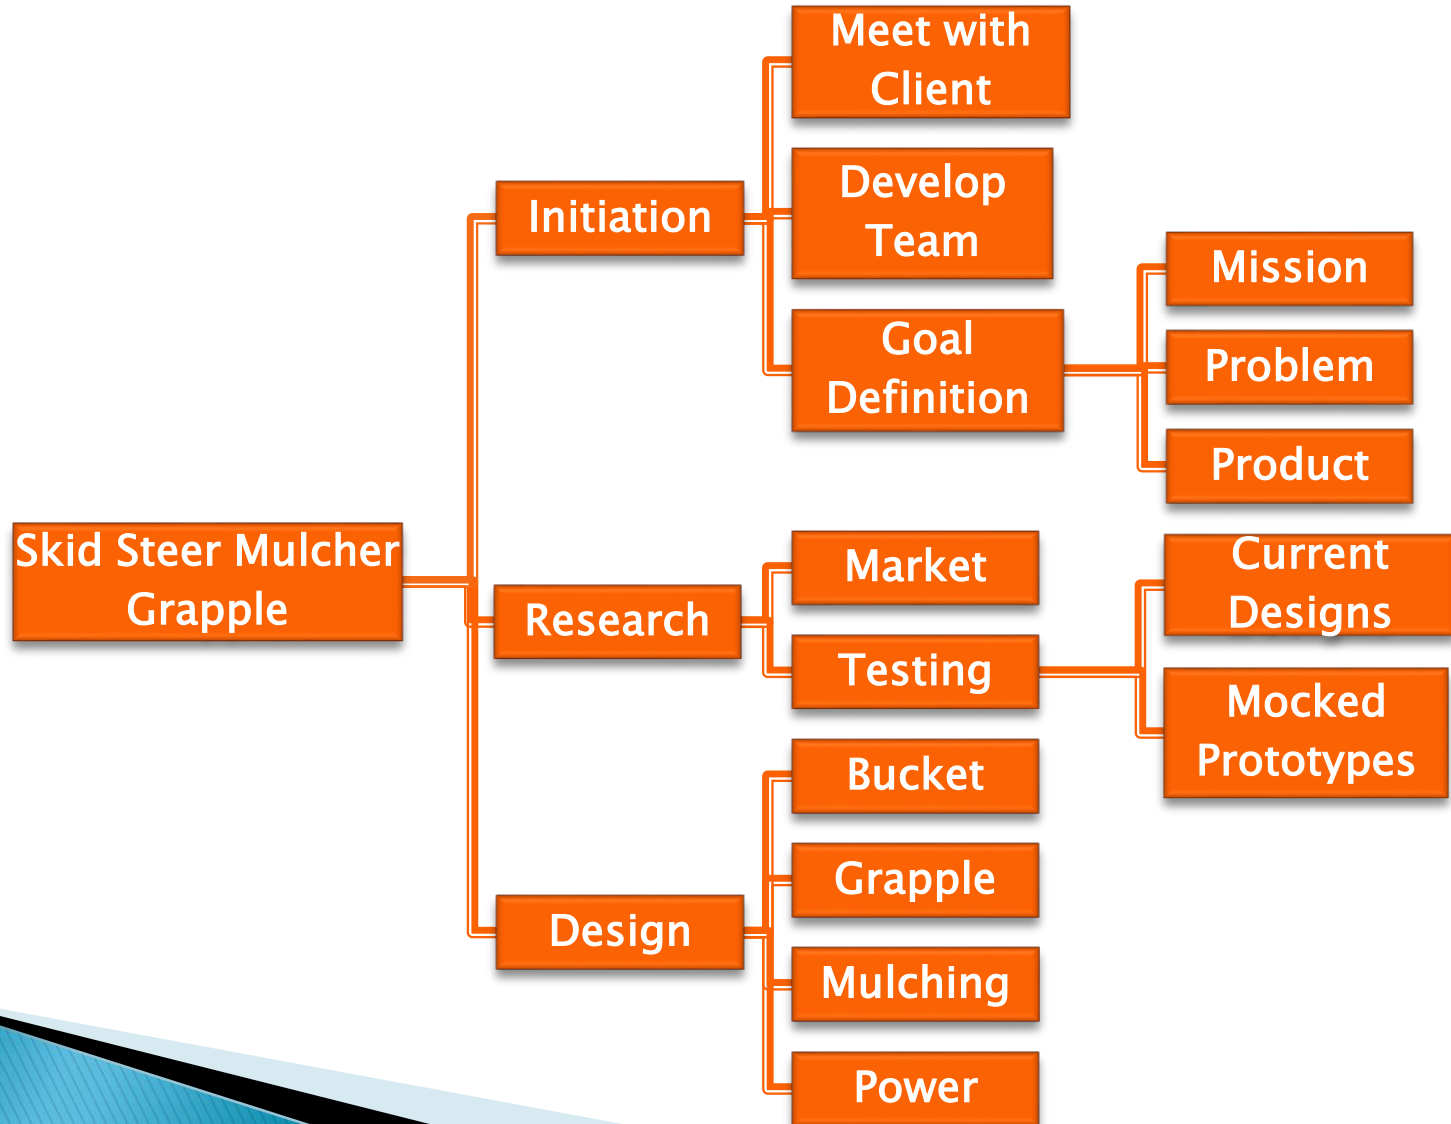 Skid Steer Mulcher
Grapple
Initiation
Meet with
Client
Develop
Team
Goal
Definition
Mission
Problem
Product
Research
Market
Testing
Current
Designs
Mocked
Prototypes
Design
Bucket
Grapple
Mulching
Power